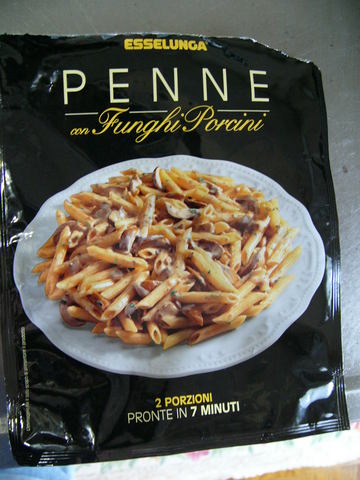 ESSELUNGA
PENNE
con Funghi Porcini
2 PORZIONI
PRONTE IN 7 MINUTI